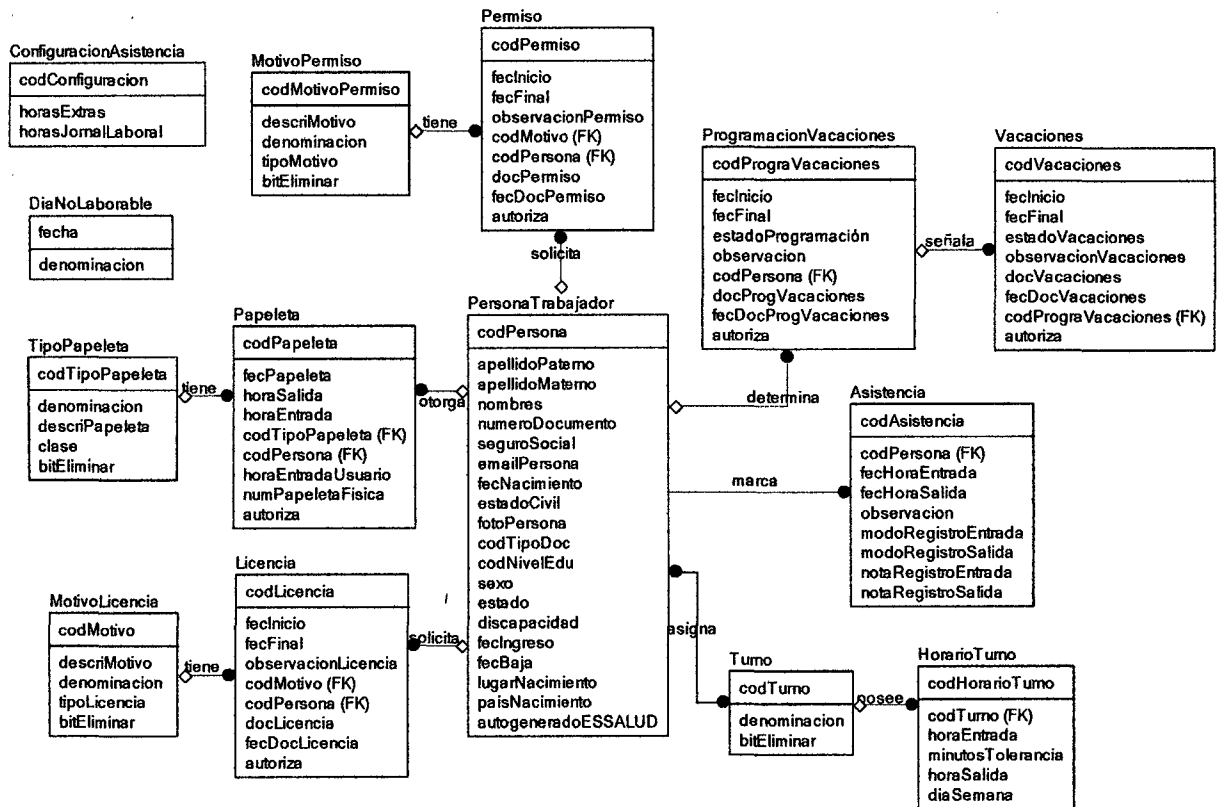 ConfiguracionAsistencia
codConfiguracion
horasExtras
horasJornalLaboral
DiaNoLaborable
fecha
denominacion
MotivoPermiso
codMotivoPermiso
descriMotivo
denominacion
tipoMotivo
bitEliminar
tiene
Permiso
codPermiso
fecInicio
fecFinal
observacionPermiso
codMotivo (FK)
codPersona (FK)
docPermiso
fecDocPermiso
autoriza
solicita
ProgramacionVacaciones
codPrograVacaciones
fecInicio
fecFinal
estadoProgramación
observacion
codPersona (FK)
docProgVacaciones
fecDocProgVacaciones
autoriza
señala
Vacaciones
codVacaciones
fecInicio
fecFinal
estadoVacaciones
observacionVacaciones
docVacaciones
fecDocVacaciones
codPrograVacaciones (FK)
autoriza
TipoPapeleta
codTipoPapeleta
denominacion
descriPapeleta
clase
bitEliminar
tiene
Papeleta
codPapeleta
fecPapeleta
horaSalida
horaEntrada
codTipoPapeleta (FK)
codPersona (FK)
horaEntradaUsuario
numPapeletaFisica
autoriza
otorga
PersonaTrabajador
codPersona
apellidoPaterno
apellidoMaterno
nombres
numeroDocumento
seguroSocial
emailPersona
fecNacimiento
estadoCivil
fotoPersona
codTipoDoc
codNivelEdu
sexo
estado
discapacidad
fecIngreso
fecBaja
lugarNacimiento
paisNacimiento
autogeneradoESSALUD
determina
marca
asigna
Asistencia
codAsistencia
codPersona (FK)
fecHoraEntrada
fecHoraSalida
observacion
modoRegistroEntrada
modoRegistroSalida
notaRegistroEntrada
notaRegistroSalida
MotivoLicencia
codMotivo
descriMotivo
denominacion
tipoLicencia
bitEliminar
tiene
Licencia
codLicencia
fecInicio
fecFinal
observacionLicencia
codMotivo (FK)
codPersona (FK)
docLicencia
fecDocLicencia
autoriza
solicita
Turno
codTurno
denominacion
bitEliminar
posee
HorarioTurno
codHorarioTurno
codTurno (FK)
horaEntrada
minutosTolerancia
horaSalida
diaSemana